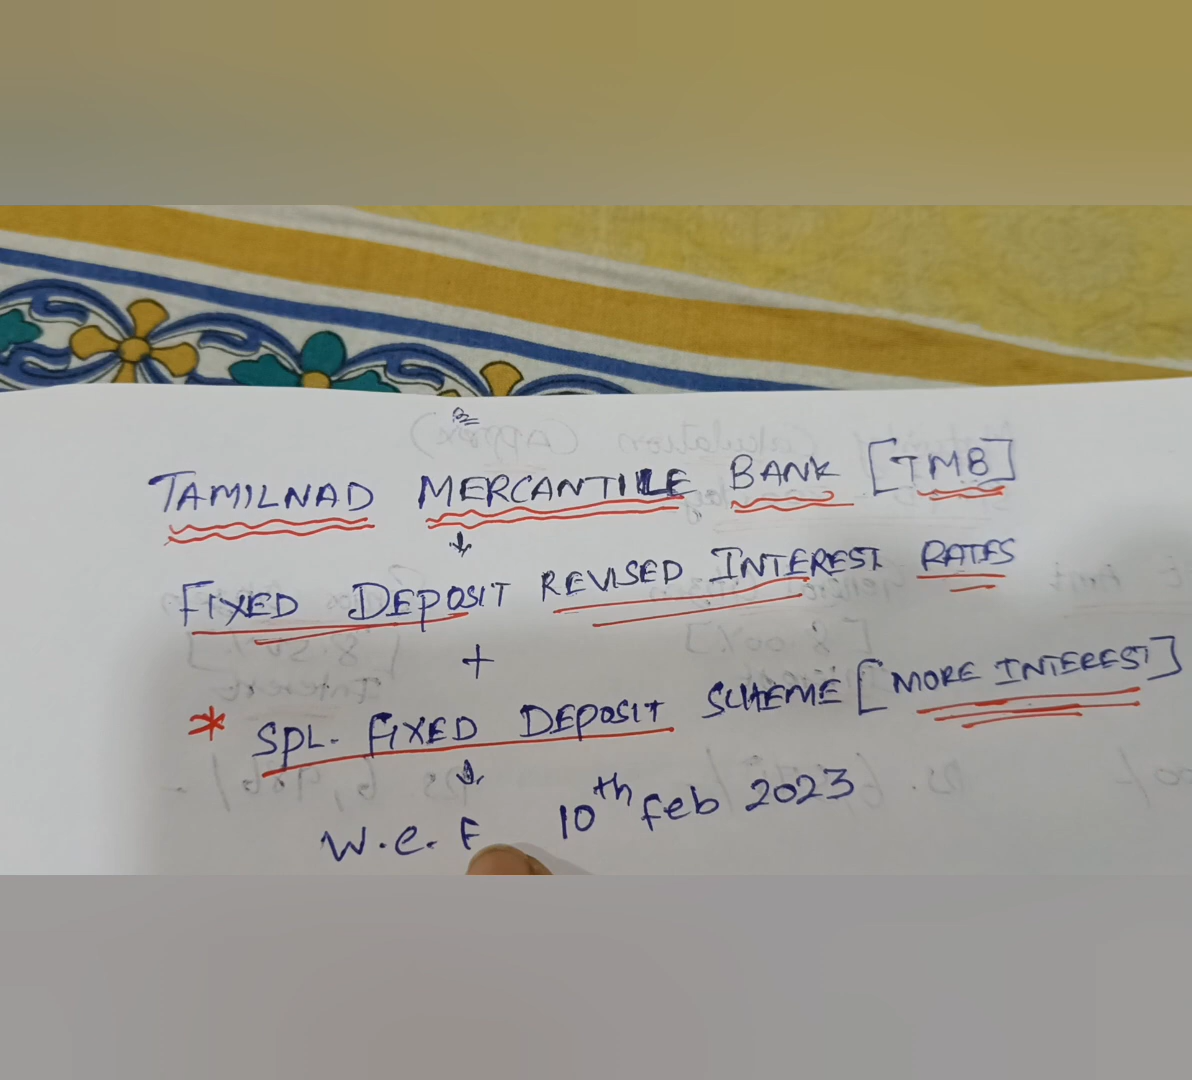 TAMILNAD MERCANTILE BANK [TMB]
FIXED DEPOSIT REVISED INTEREST RATES
+
* SPL. FIXED DEPOSIT SCHEME [MORE INTEREST]
W.e.F 10th feb 2023